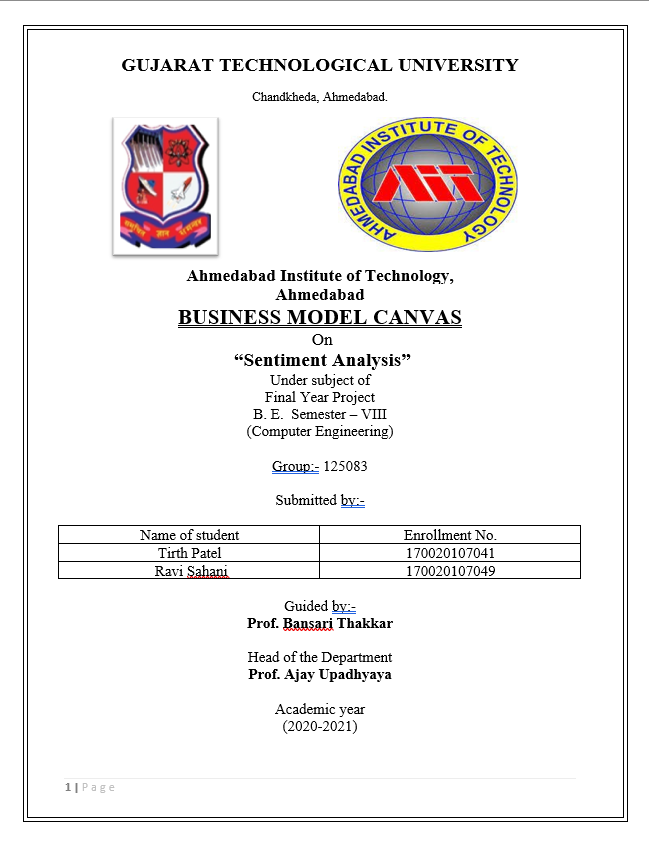 GUJARAT TECHNOLOGICAL UNIVERSITY
Chandkheda, Ahmedabad.
AHMEDABAD INSTITUTE OF TECHNOLOGY
AiT
Ahmedabad Institute of Technology,
Ahmedabad
BUSINESS MODEL CANVAS
On
“Sentiment Analysis”
Under subject of
Final Year Project
B. E.  Semester – VIII
(Computer Engineering)
Group:- 125083
Submitted by:-
Name of student Enrollment No.
Tirth Patel 170020107041
Ravi Sahani 170020107049
Guided by:-
Prof. Bansari Thakkar
Head of the Department
Prof. Ajay Upadhyaya
Academic year
(2020-2021)
1 | Page